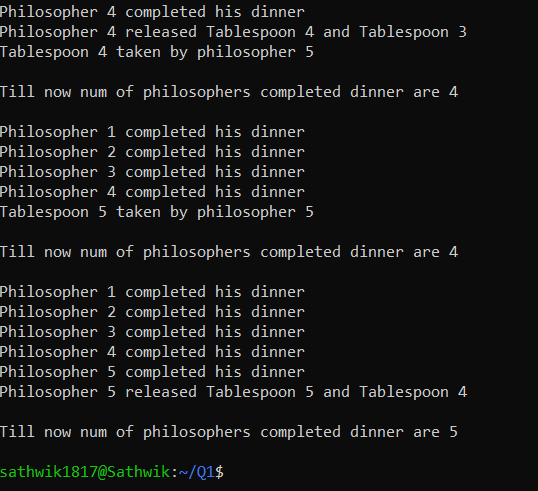 Philosopher 4 completed his dinner
Philosopher 4 released Tablespoon 4 and Tablespoon 3
Tablespoon 4 taken by philosopher 5
Till now num of philosophers completed dinner are 4
Philosopher 1 completed his dinner
Philosopher 2 completed his dinner
Philosopher 3 completed his dinner
Philosopher 4 completed his dinner
Tablespoon 5 taken by philosopher 5
Till now num of philosophers completed dinner are 4
Philosopher 1 completed his dinner
Philosopher 2 completed his dinner
Philosopher 3 completed his dinner
Philosopher 4 completed his dinner
Philosopher 5 completed his dinner
Philosopher 5 released Tablespoon 5 and Tablespoon 4
Till now num of philosophers completed dinner are 5
sathwik1817@Sathwik:~/Q1$